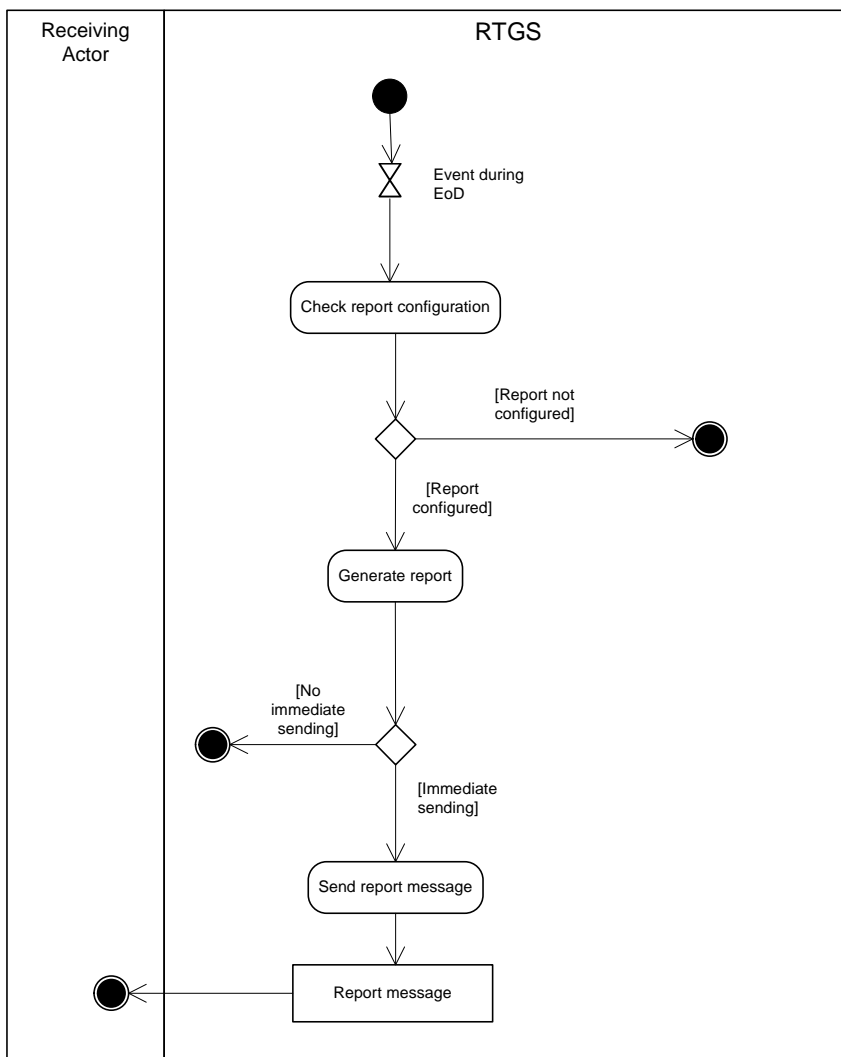 Receiving
Actor
RTGS
Event during
EoD
Check report configuration
[Report not
configured]
[Report
configured]
Generate report
[No
immediate
sending]
[Immediate
sending]
Send report message
Report message